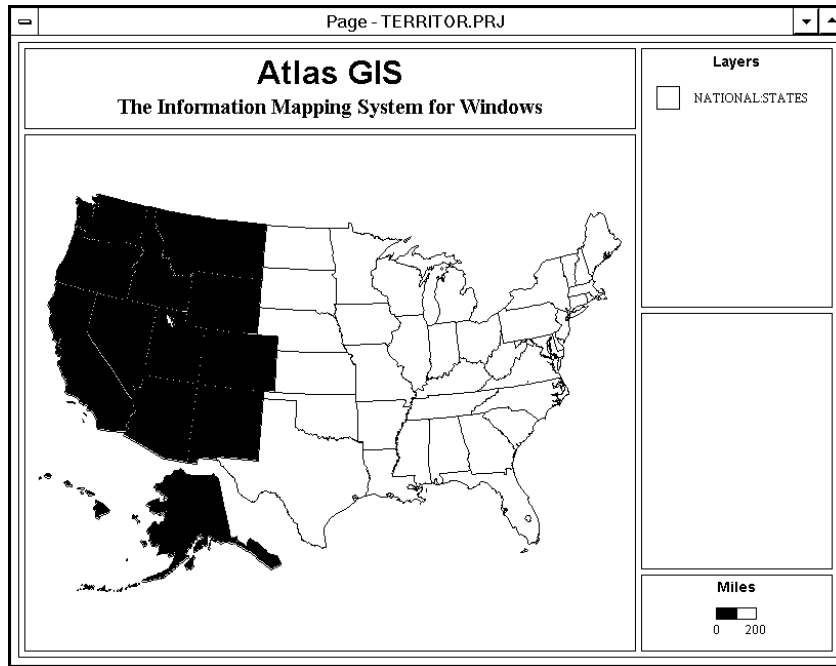 Page - TERRITOR.PRJ
Atlas GIS
The Information Mapping System for Windows
Layers
NATIONAL:STATES
Miles
0 200